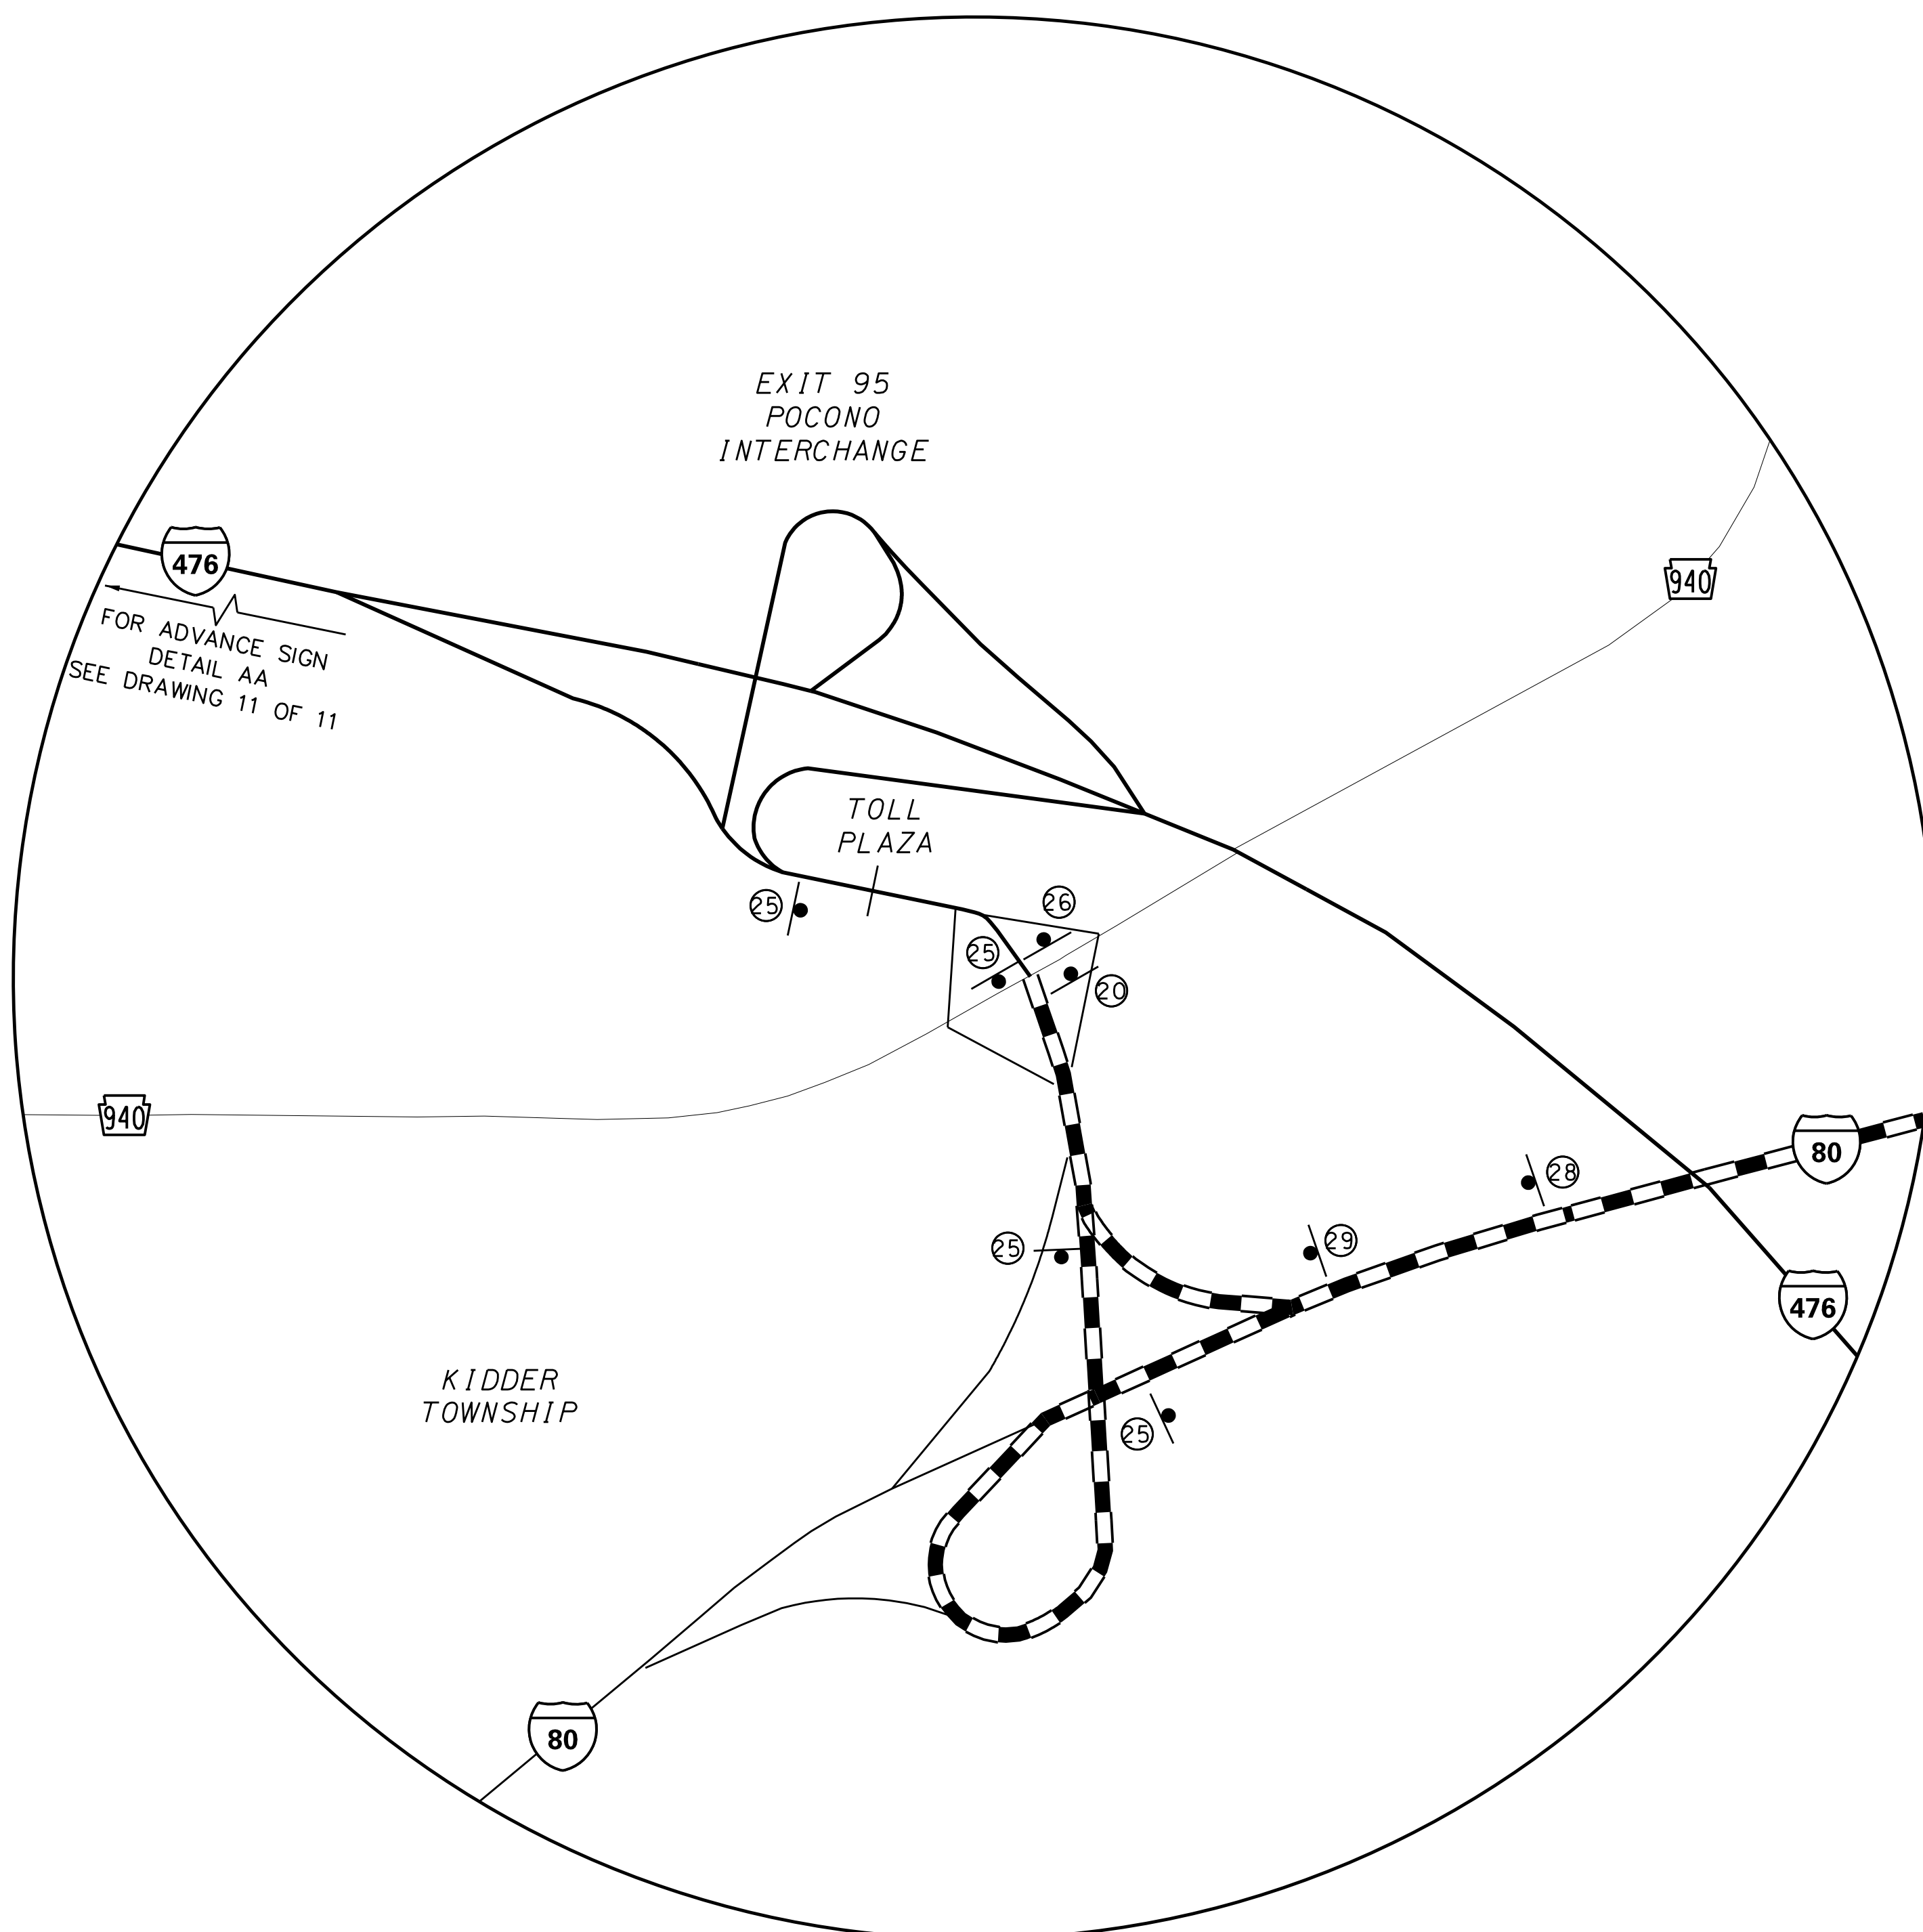 EXIT 95
POCONO
INTERCHANGE
476
940
FOR ADVANCE SIGN
DETAIL AA
SEE DRAWING 11 OF 11
TOLL
PLAZA
25
26
25
20
940
80
28
29
25
476
KIDDER
TOWNSHIP
25
80